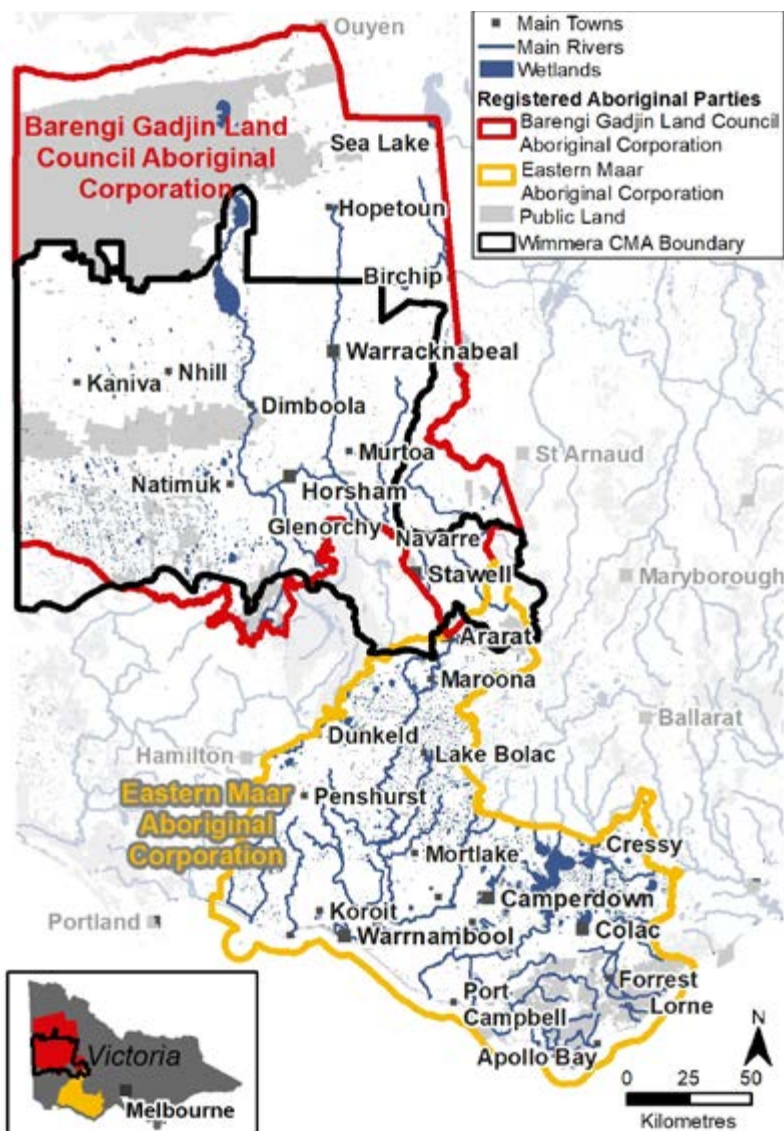 Ouyen
Main Towns
Main Rivers
Wetlands
Registered Aboriginal Parties
Barengi Gadjin Land Council
Aboriginal Corporation
Eastern Maar
Aboriginal Corporation
Public Land
Wimmera CMA Boundary
Barengi Gadjin Land
Council Aboriginal
Corporation
Sea Lake
Hopetoun
Birchip
Warracknabeal
Nhill
Kaniva
Dimboola
Murtoa
St Arnaud
Natimuk
Horsham
Glenorchy
Navarre
Stawell
Maryborough
Ararat
Maroona
Ballarat
Dunkeld
Hamilton
Lake Bolac
Eastern Maar
Aboriginal
Corporation
Penshurst
Cressy
Mortlake
Camperdown
Koroit
Portland
Warrnambool
Colac
Forrest
Port
Campbell
Lorne
Apollo Bay
N
Victoria
Melbourne
0 25 50
Kilometres